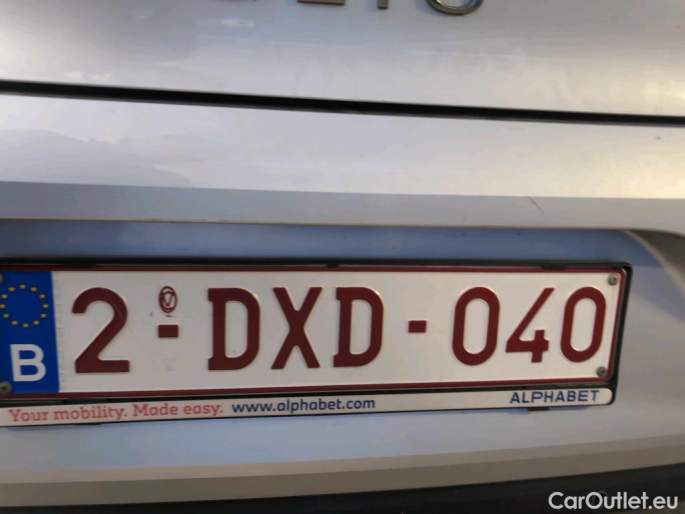 B
2-DXD-040
Your mobility. Made easy. www.alphabet.com ALPHABET
CarOutlet.eu